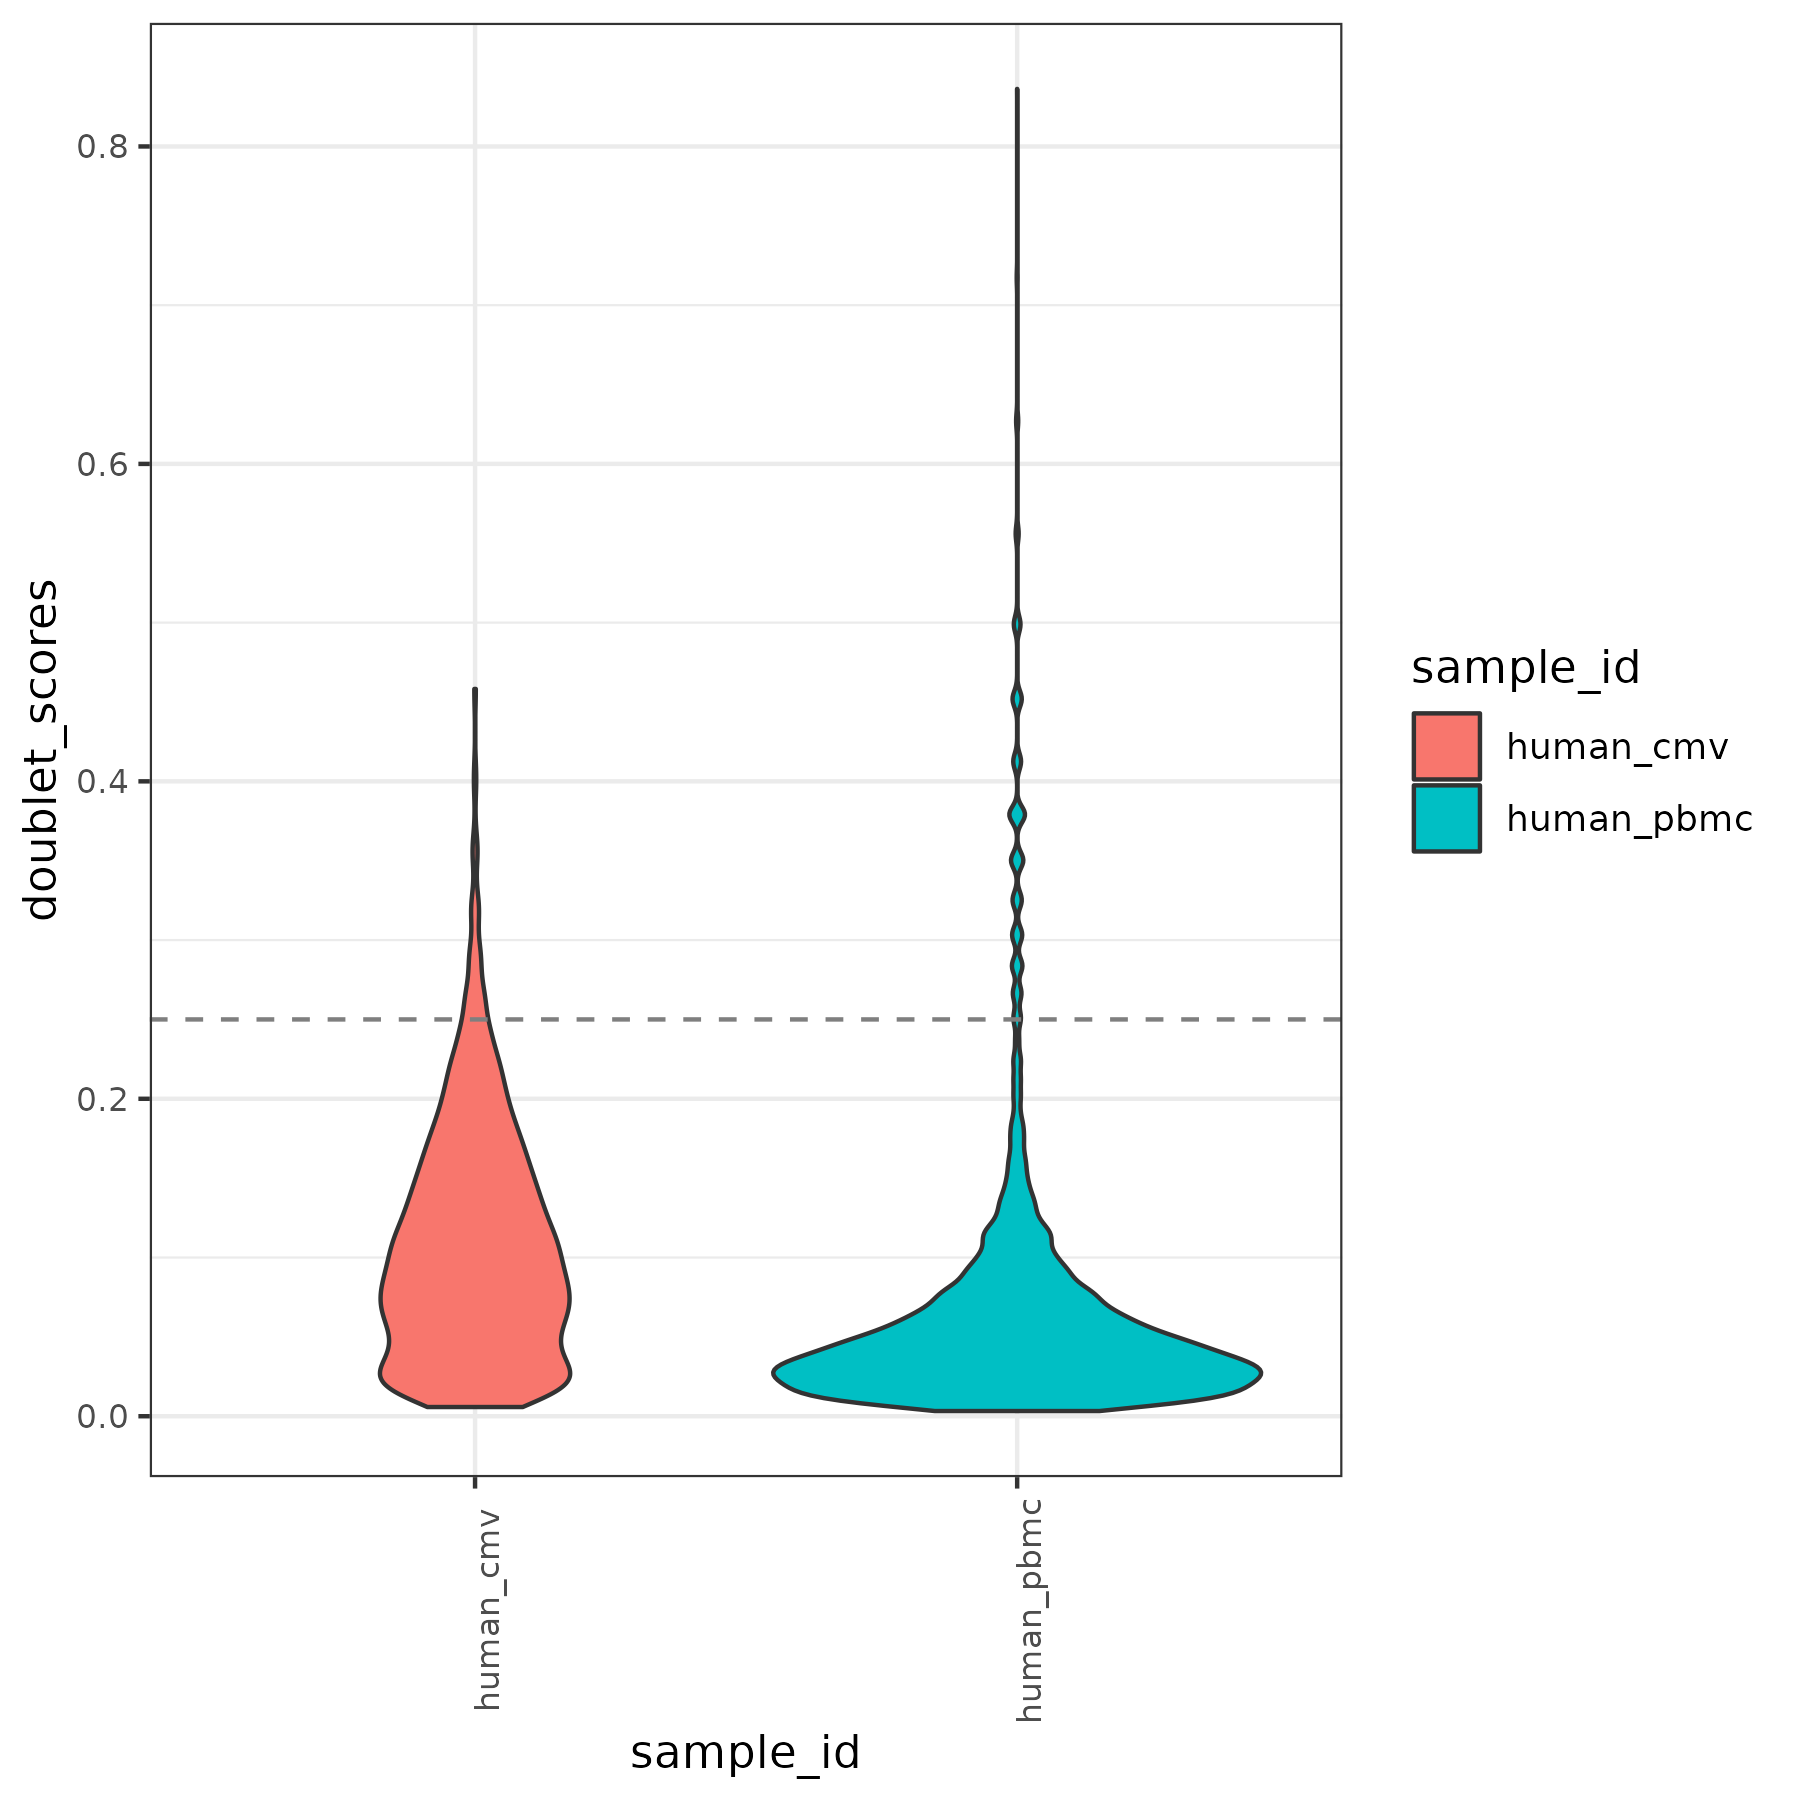 doublet_scores
0.8
0.6
0.4
0.2
0.0
human_cmv
human_pbmc
sample_id
sample_id
human_cmv
human_pbmc